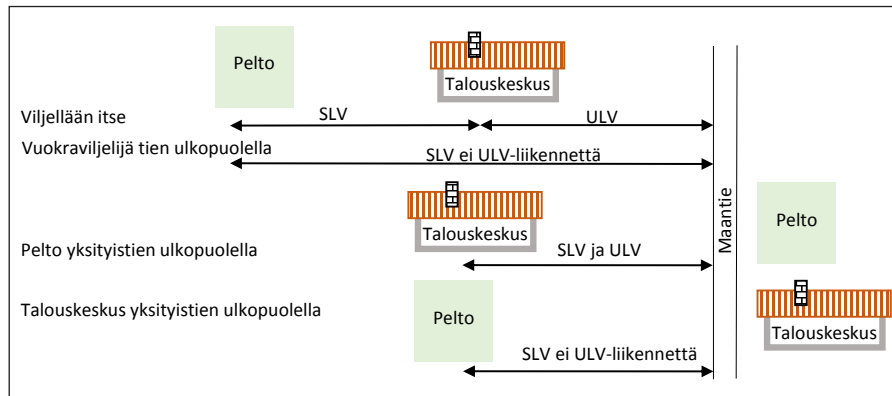 Pelto
Talouskeskus
Viljellään itse
SLV
ULV
Vuokraviljelijä tien ulkopuolella
SLV ei ULV-liikennettä
Maantie
Talouskeskus
Pelto
Pelto yksityistien ulkopuolella
SLV ja ULV
Talouskeskus yksityistien ulkopuolella
Pelto
Talouskeskus
SLV ei ULV-liikennettä